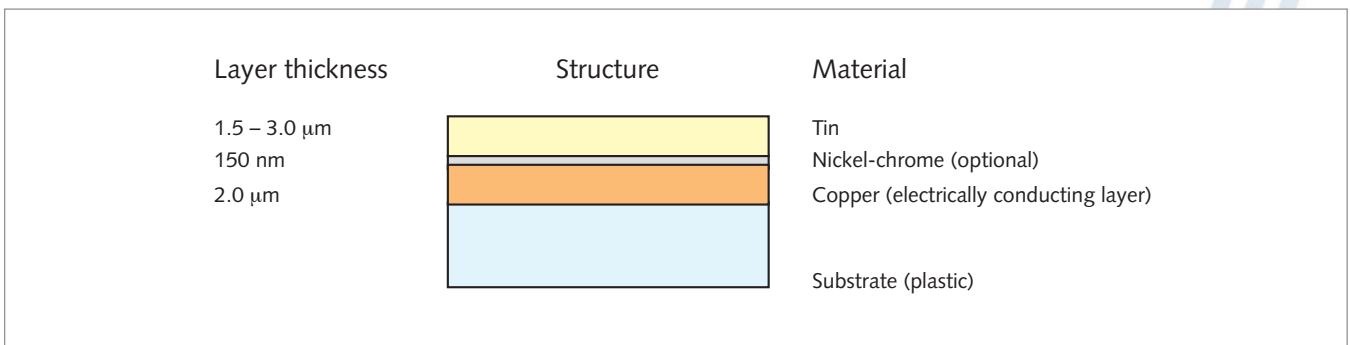 Layer thickness Structure Material
1.5 – 3.0 μm Tin
150 nm Nickel-chrome (optional)
2.0 μm Copper (electrically conducting layer)
Substrate (plastic)